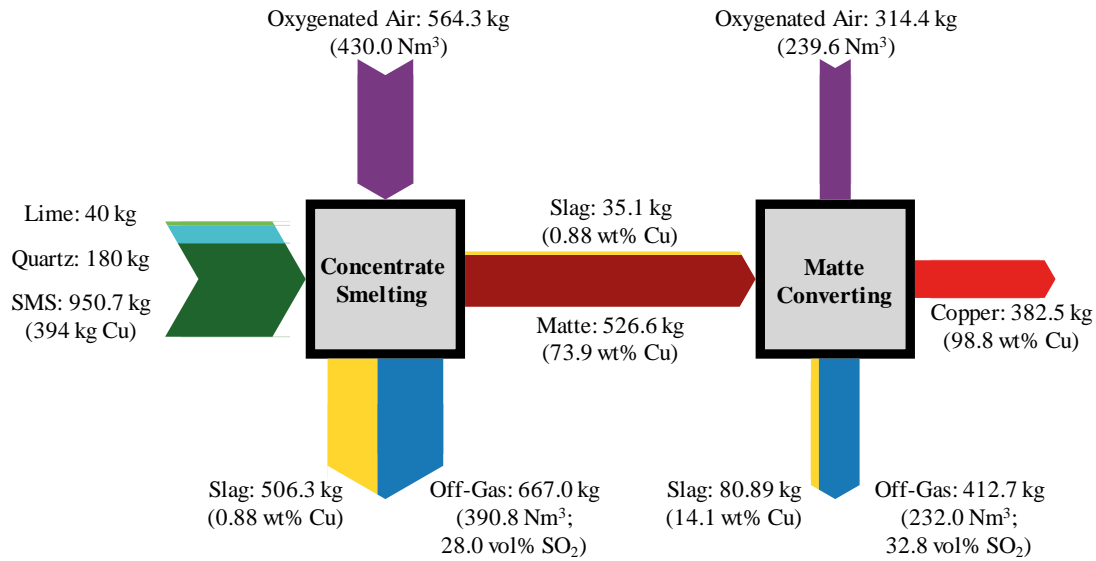 Oxygenated Air: 564.3 kg
(430.0 Nm³)
Oxygenated Air: 314.4 kg
(239.6 Nm³)
Lime: 40 kg
Quartz: 180 kg
SMS: 950.7 kg
(394 kg Cu)
Concentrate
Smelting
Slag: 35.1 kg
(0.88 wt% Cu)
Matte: 526.6 kg
(73.9 wt% Cu)
Matte
Converting
Copper: 382.5 kg
(98.8 wt% Cu)
Slag: 506.3 kg
(0.88 wt% Cu)
Off-Gas: 667.0 kg
(390.8 Nm³;
28.0 vol% SO₂)
Slag: 80.89 kg
(14.1 wt% Cu)
Off-Gas: 412.7 kg
(232.0 Nm³;
32.8 vol% SO₂)